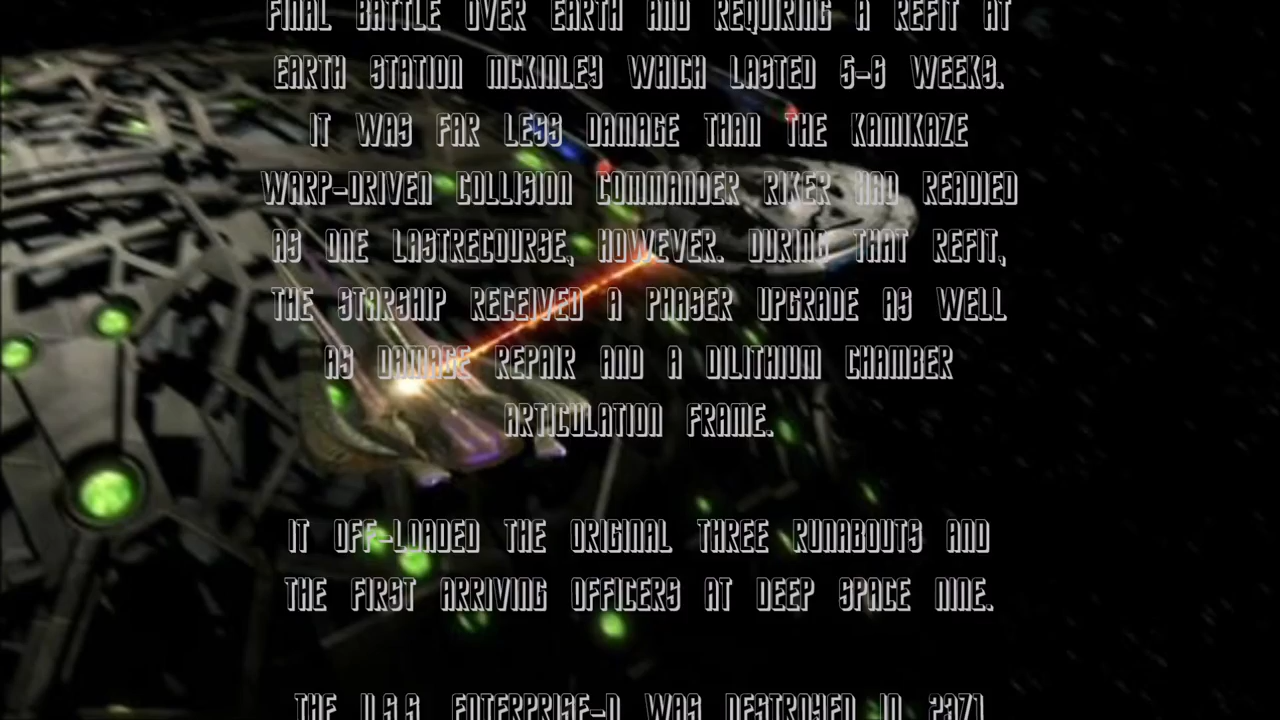 FINAL BATTLE OVER EARTH AND REQUIRING A REFIT AT
EARTH STATION MCKINLEY WHICH LASTED 5-6 WEEKS.
IT WAS FAR LESS DAMAGE THAN THE KAMIKAZE
WARP-DRIVEN COLLISION COMMANDER RIKER HAD READIED
AS ONE LASTRECOURSE, HOWEVER. DURING THAT REFIT,
THE STARSHIP RECEIVED A PHASER UPGRADE AS WELL
AS DAMAGE REPAIR AND A DILITHIUM CHAMBER
ARTICULATION FRAME.
IT OFF-LOADED THE ORIGINAL THREE RUNABOUTS AND
THE FIRST ARRIVING OFFICERS AT DEEP SPACE NINE.
THE U.S.S. ENTERPRISE-D WAS DESTROYED IN 2371